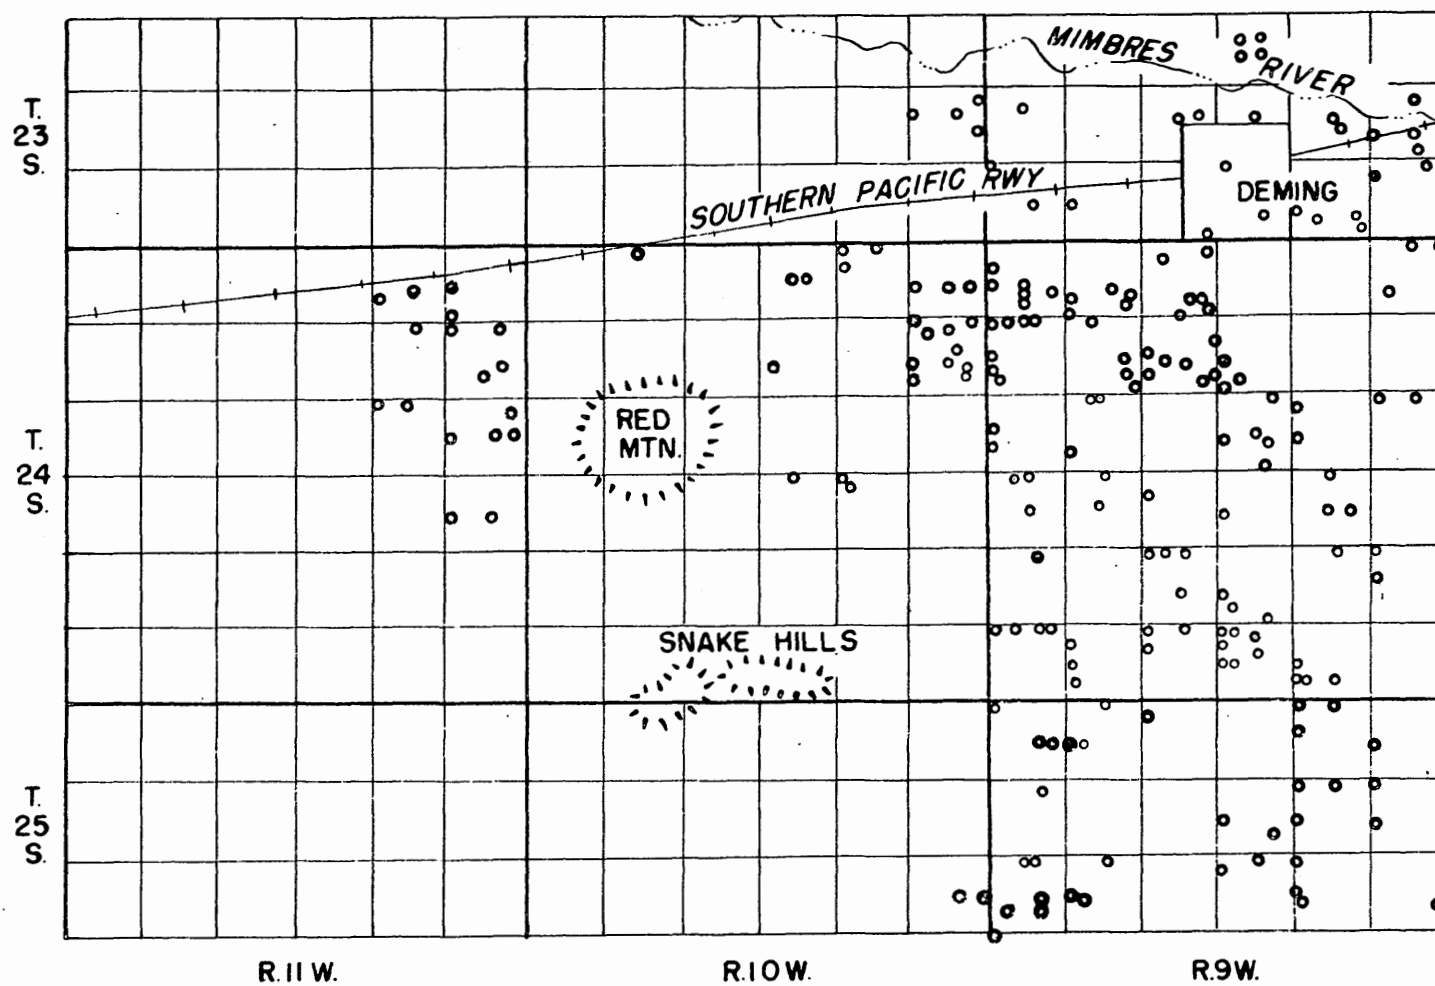 MIMBRES RIVER
T.
23
S.
SOUTHERN PACIFIC RWY
DEMING
RED
MTN.
T.
24
S.
SNAKE HILLS
T.
25
S.
R.11 W.
R.10 W.
R.9W.